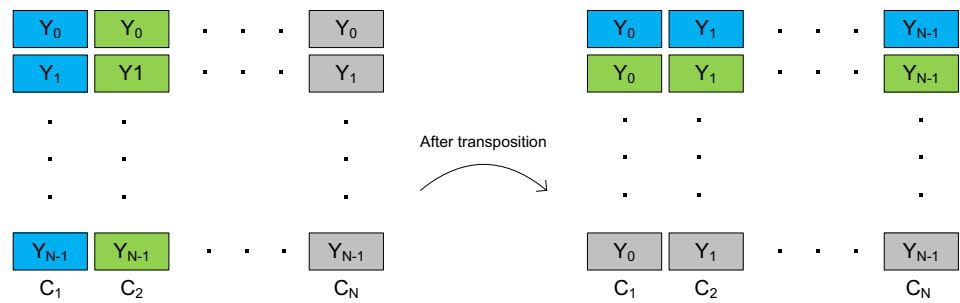 Y0 Y0 . . . Y0
Y1 Y1 . . . Y1
YN-1 YN-1 . . . YN-1
C1 C2 CN
After transposition
Y0 Y1 . . . YN-1
Y0 Y1 . . . YN-1
Y0 Y1 . . . YN-1
C1 C2 CN